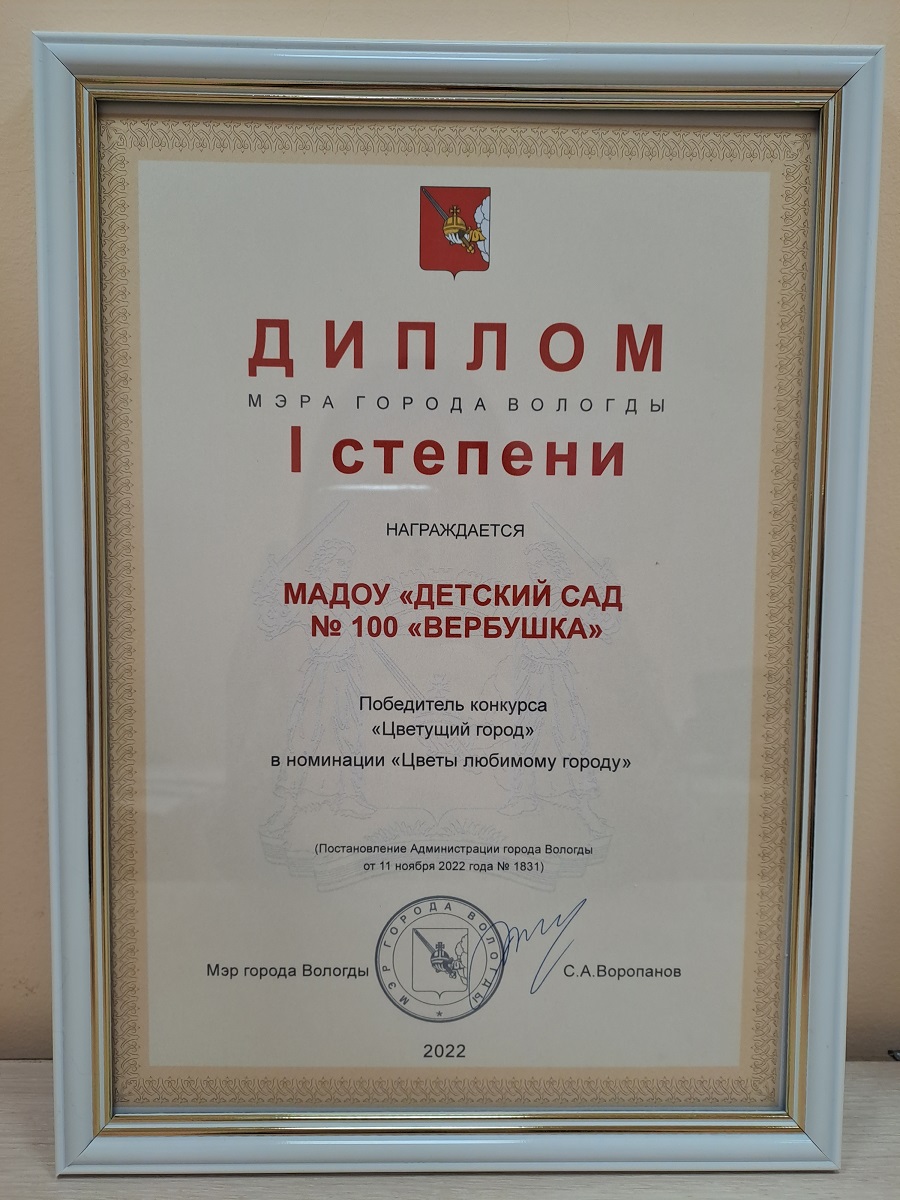 ДИПЛОМ
МЭРА ГОРОДА ВОЛОГДЫ
I степени
НАГРАЖДАЕТСЯ
МАДОУ «ДЕТСКИЙ САД
№ 100 «ВЕРБУШКА»
Победитель конкурса
«Цветущий город»
в номинации «Цветы любимому городу»
(Постановление Администрации города Вологды
от 11 ноября 2022 года № 1831)
МЭР ГОРОДА ВОЛОГДЫ
Мэр города Вологды
С.А.Воропанов
2022